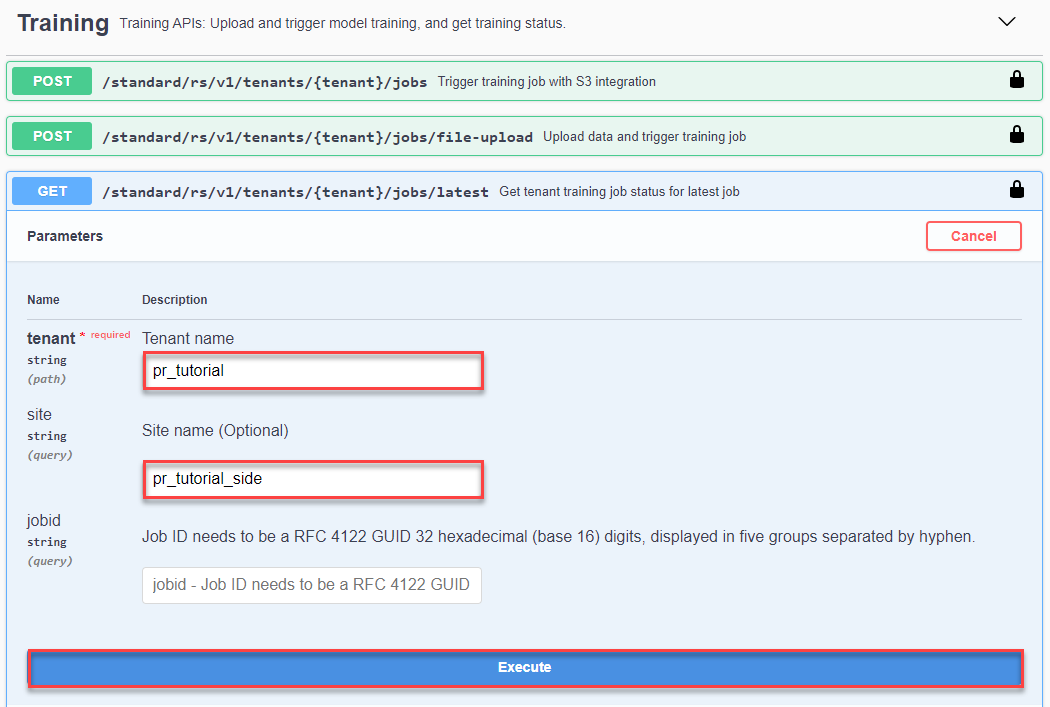 Training Training APIs: Upload and trigger model training, and get training status.
POST /standard/rs/v1/tenants/{tenant}/jobs Trigger training job with S3 integration
POST /standard/rs/v1/tenants/{tenant}/jobs/file-upload Upload data and trigger training job
GET /standard/rs/v1/tenants/{tenant}/jobs/latest Get tenant training job status for latest job
Parameters Cancel
Name Description
tenant * required Tenant name
string
pr_tutorial
(path)
site
Site name (Optional)
string
(query)
pr_tutorial_side
jobid
Job ID needs to be a RFC 4122 GUID 32 hexadecimal (base 16) digits, displayed in five groups separated by hyphen.
string
(query)
jobid - Job ID needs to be a RFC 4122 GUID
Execute